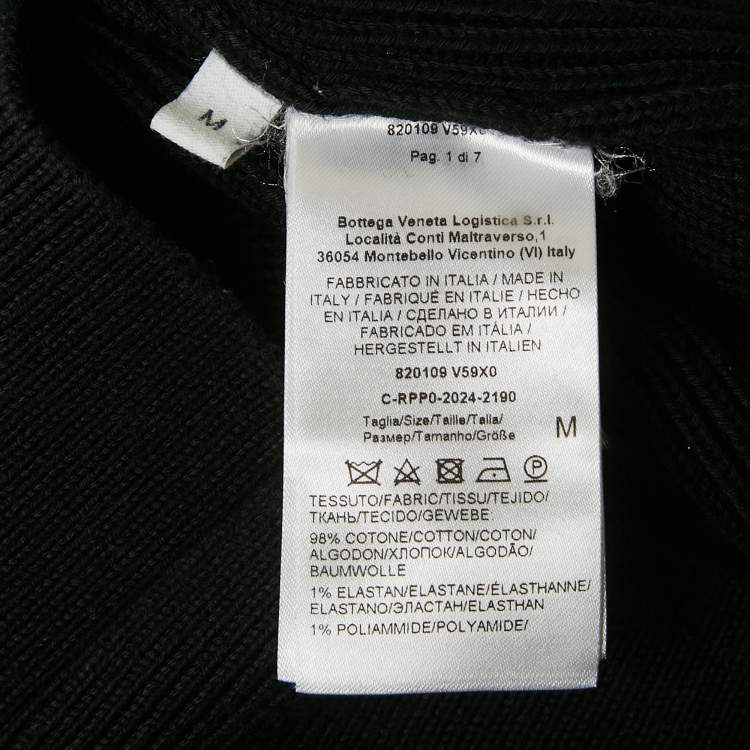 M
820109 V59X0
Pag. 1 di 7
Bottega Veneta Logistica S.r.l.
Località Conti Maltraverso,1
36054 Montebello Vicentino (VI) Italy
FABBRICATO IN ITALIA / MADE IN
ITALY / FABRIQUÉ EN ITALIE / HECHO
EN ITALIA / СДЕЛАНО В ИТАЛИИ /
FABRICADO EM ITÁLIA /
HERGESTELLT IN ITALIEN
820109 V59X0
C-RPP0-2024-2190
Taglia/Size/Taille/Talla/
Размер/Tamanho/Größe M
P
TESSUTO/FABRIC/TISSU/TEJIDO/
ТКАНЬ/TECIDO/GEWEBE:
98% COTONE/COTTON/COTON/
ALGODON/ХЛОПОК/ALGODÃO/
BAUMWOLLE
1% ELASTAN/ELASTANE/ÉLASTHANNE/
ELASTANO/ЭЛАСТАН/ELASTHAN
1% POLIAMMIDE/POLYAMIDE/